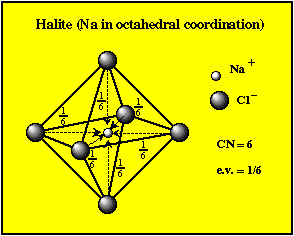 Halite (Na in octahedral coordination)
Na +
Cl −
1/6
1/6
1/6
1/6
1/6
1/6
CN = 6
e.v. = 1/6